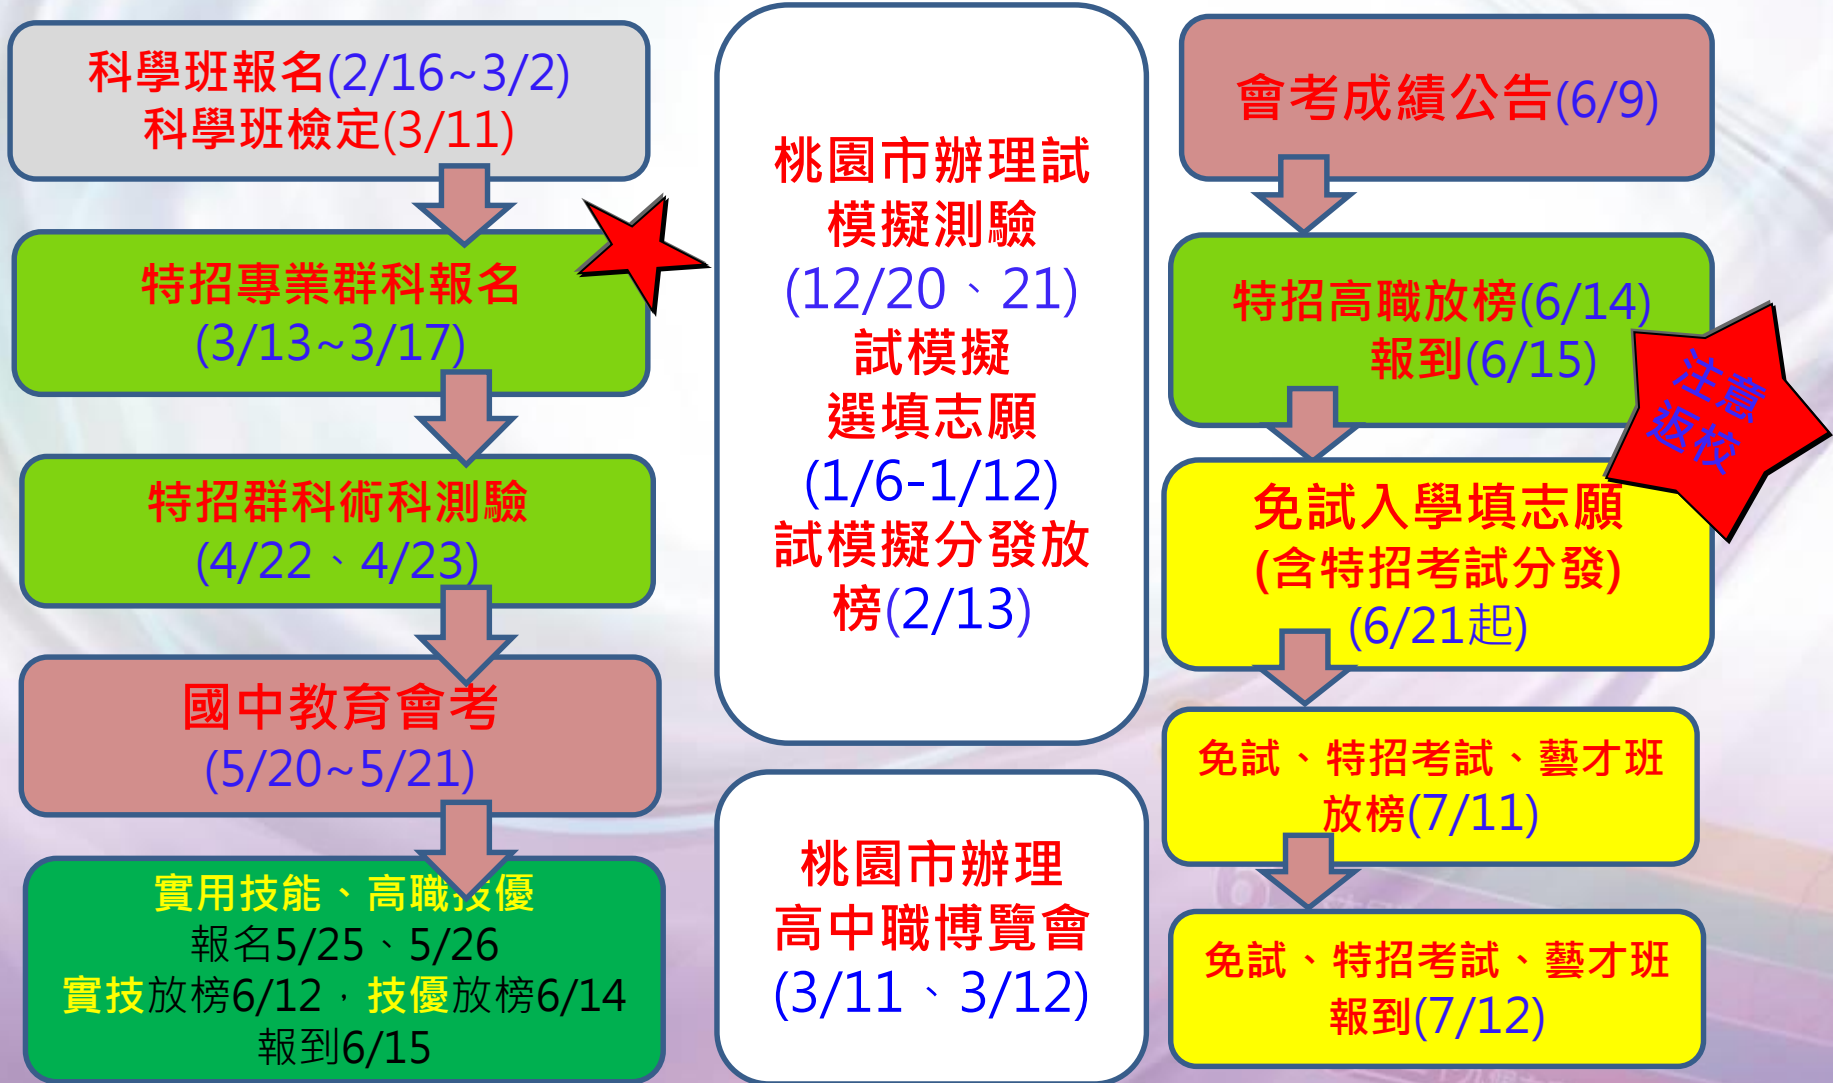 科學班報名(2/16~3/2)
科學班檢定(3/11)
特招專業群科報名
(3/13~3/17)
特招群科術科測驗
(4/22、4/23)
國中教育會考
(5/20~5/21)
實用技能、高職技優
報名5/25、5/26
實技放榜6/12，技優放榜6/14
報到6/15
桃園市辦理試
模擬測驗
(12/20、21)
試模擬
選填志願
(1/6-1/12)
試模擬分發放
榜(2/13)
桃園市辦理
高中職博覽會
(3/11、3/12)
會考成績公告(6/9)
特招高職放榜(6/14)
報到(6/15)
注意
返校
免試入學填志願
(含特招考試分發)
(6/21起)
免試、特招考試、藝才班
放榜(7/11)
免試、特招考試、藝才班
報到(7/12)